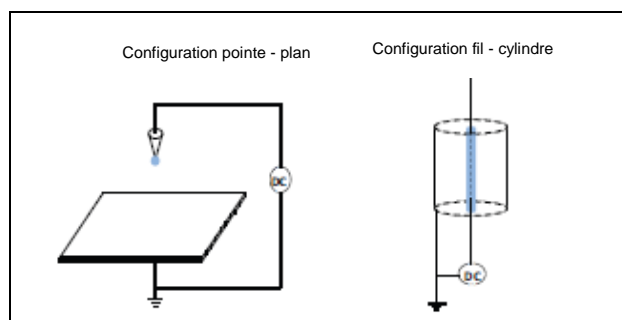 Configuration pointe - plan
Configuration fil - cylindre
DC
DC